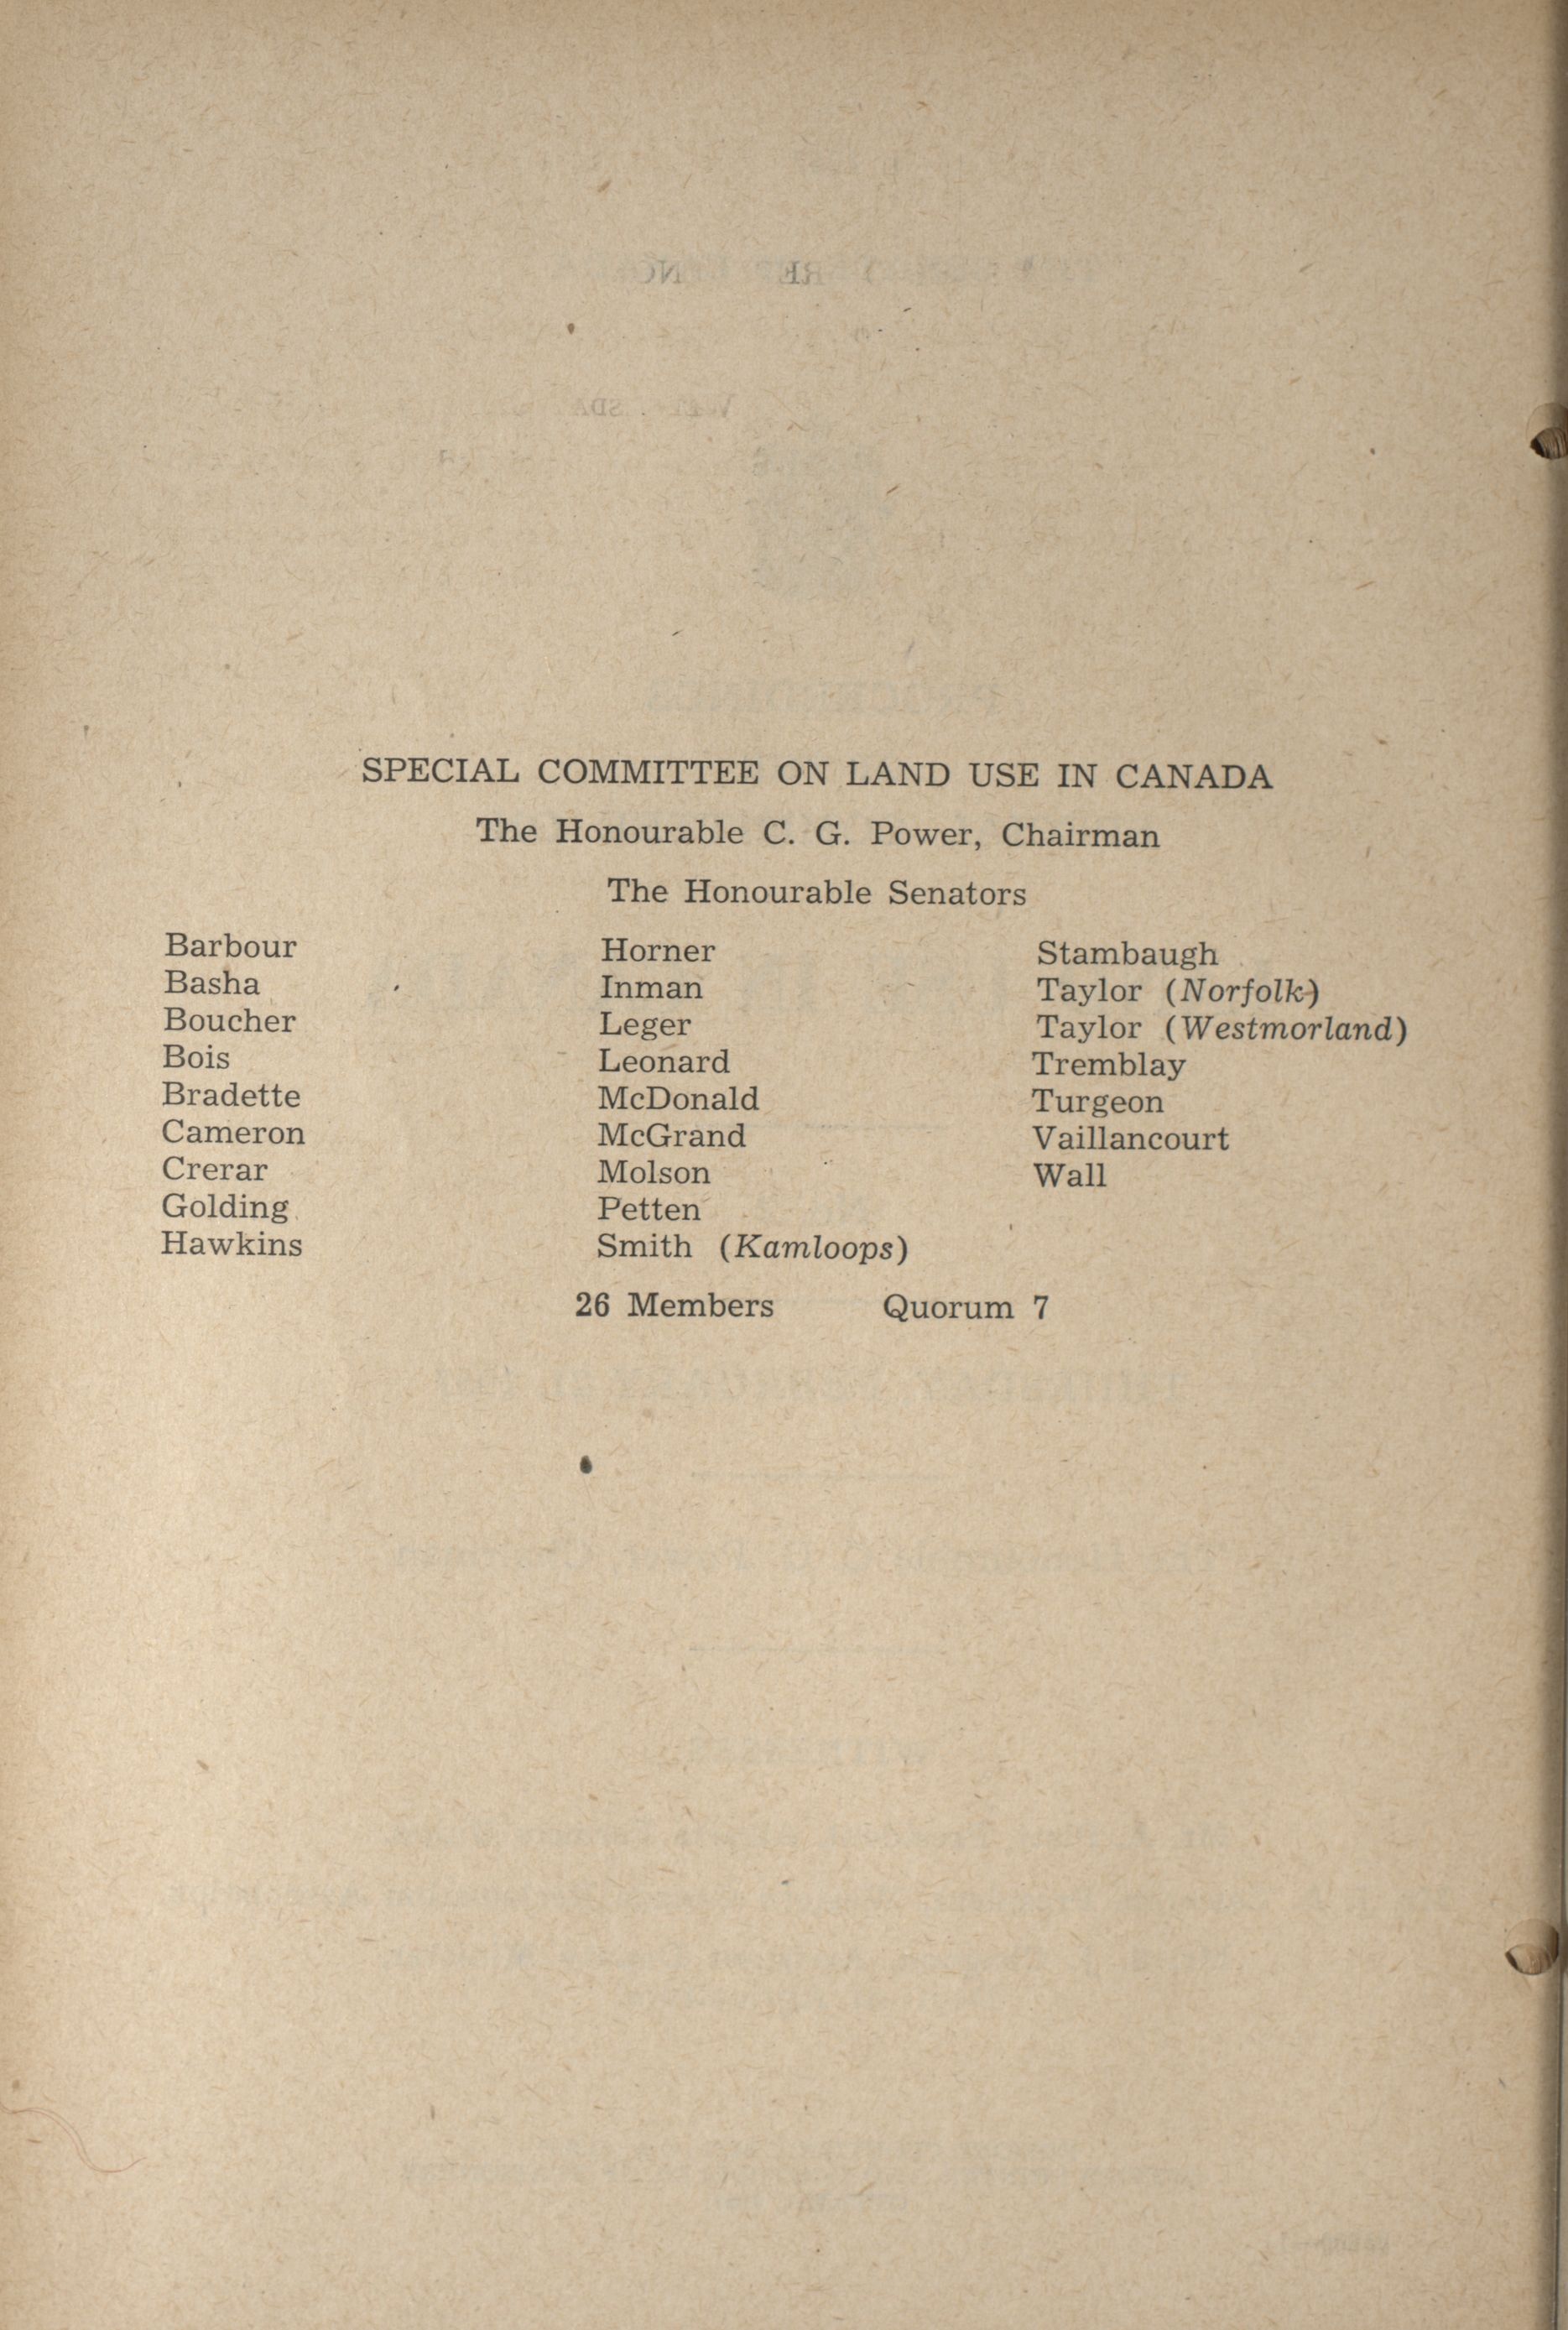 SPECIAL COMMITTEE ON LAND USE IN CANADA
The Honourable C. G. Power, Chairman
The Honourable Senators
Barbour
Basha
Boucher
Bois
Bradette
Cameron
Crerar
Golding
Hawkins
Horner
Inman
Leger
Leonard
McDonald
McGrand
Molson
Petten
Smith (Kamloops)
Stambaugh
Taylor (Norfolk)
Taylor (Westmorland)
Tremblay
Turgeon
Vaillancourt
Wall
26 Members Quorum 7